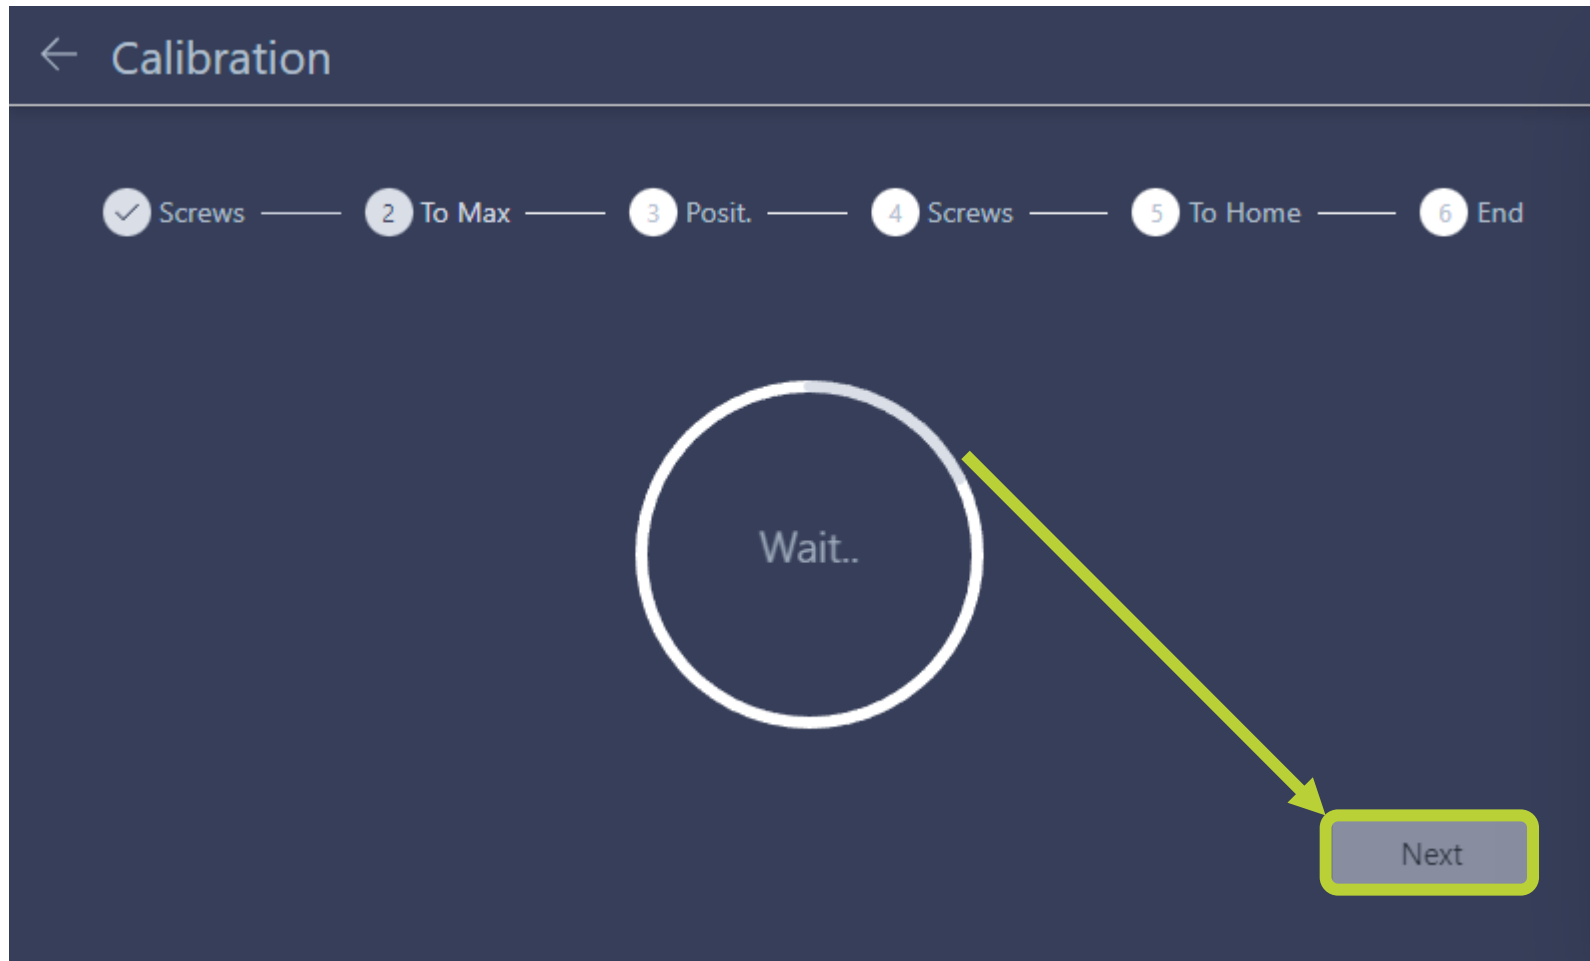 Calibration
Screws 2 To Max 3 Posit. 4 Screws 5 To Home 6 End
Wait..
Next